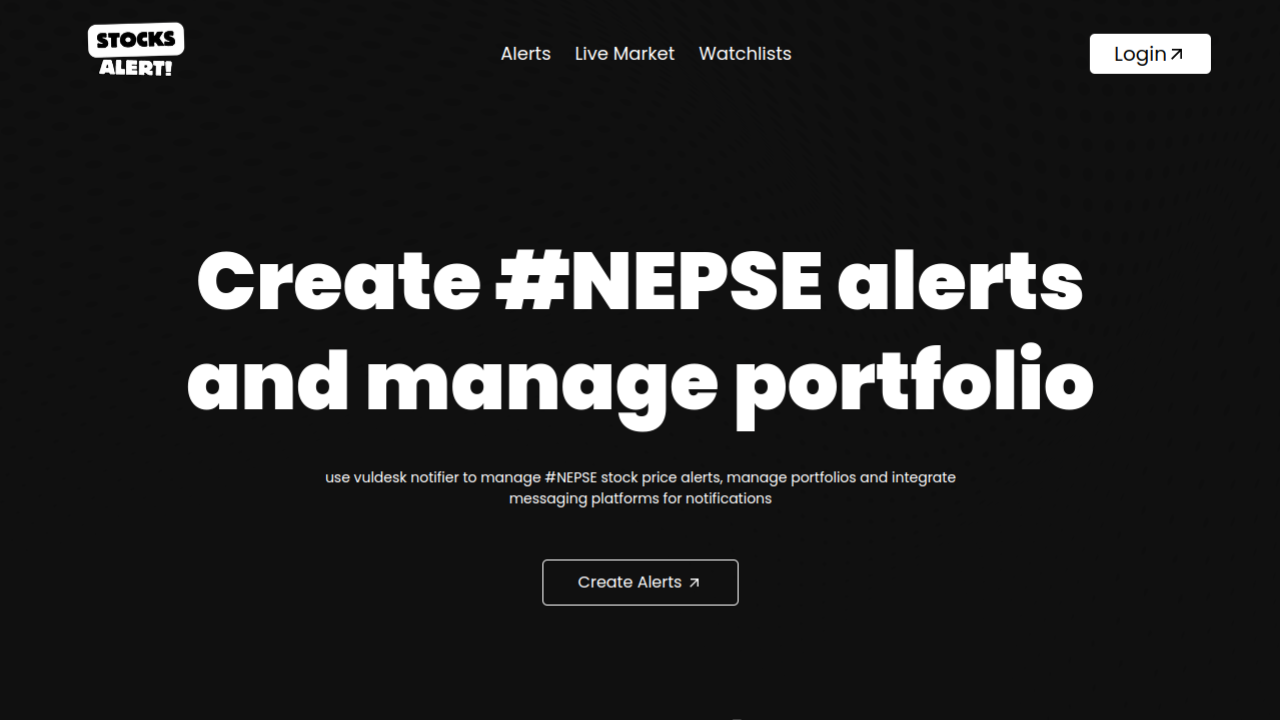 STOCKS
ALERT!
Alerts Live Market Watchlists
Login
Create #NEPSE alerts
and manage portfolio
use vuldesk notifier to manage #NEPSE stock price alerts, manage portfolios and integrate
messaging platforms for notifications
Create Alerts